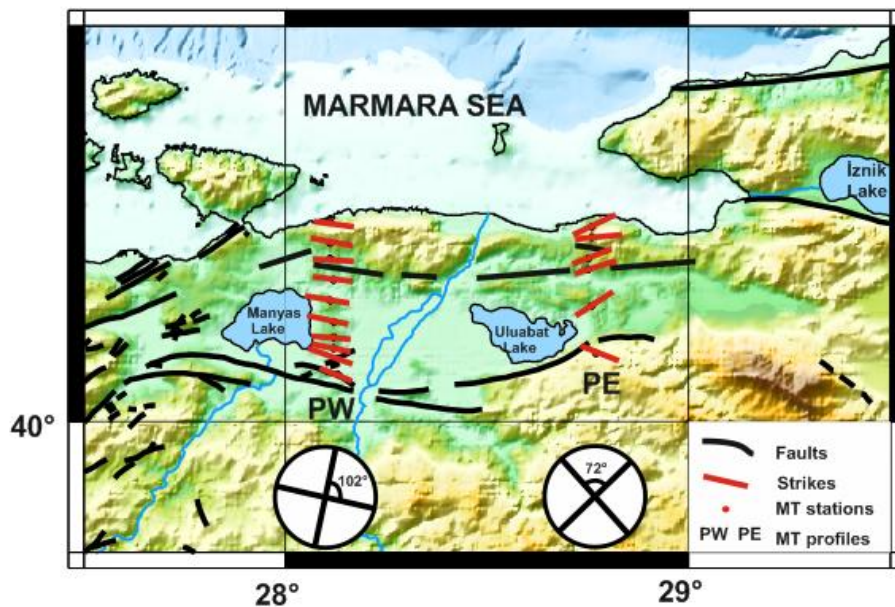 MARMARA SEA
İznik
Lake
Manyas
Lake
Uluabat
Lake
PW
PE
40°
102°
72°
Faults
Strikes
MT stations
PW PE MT profiles
28°
29°